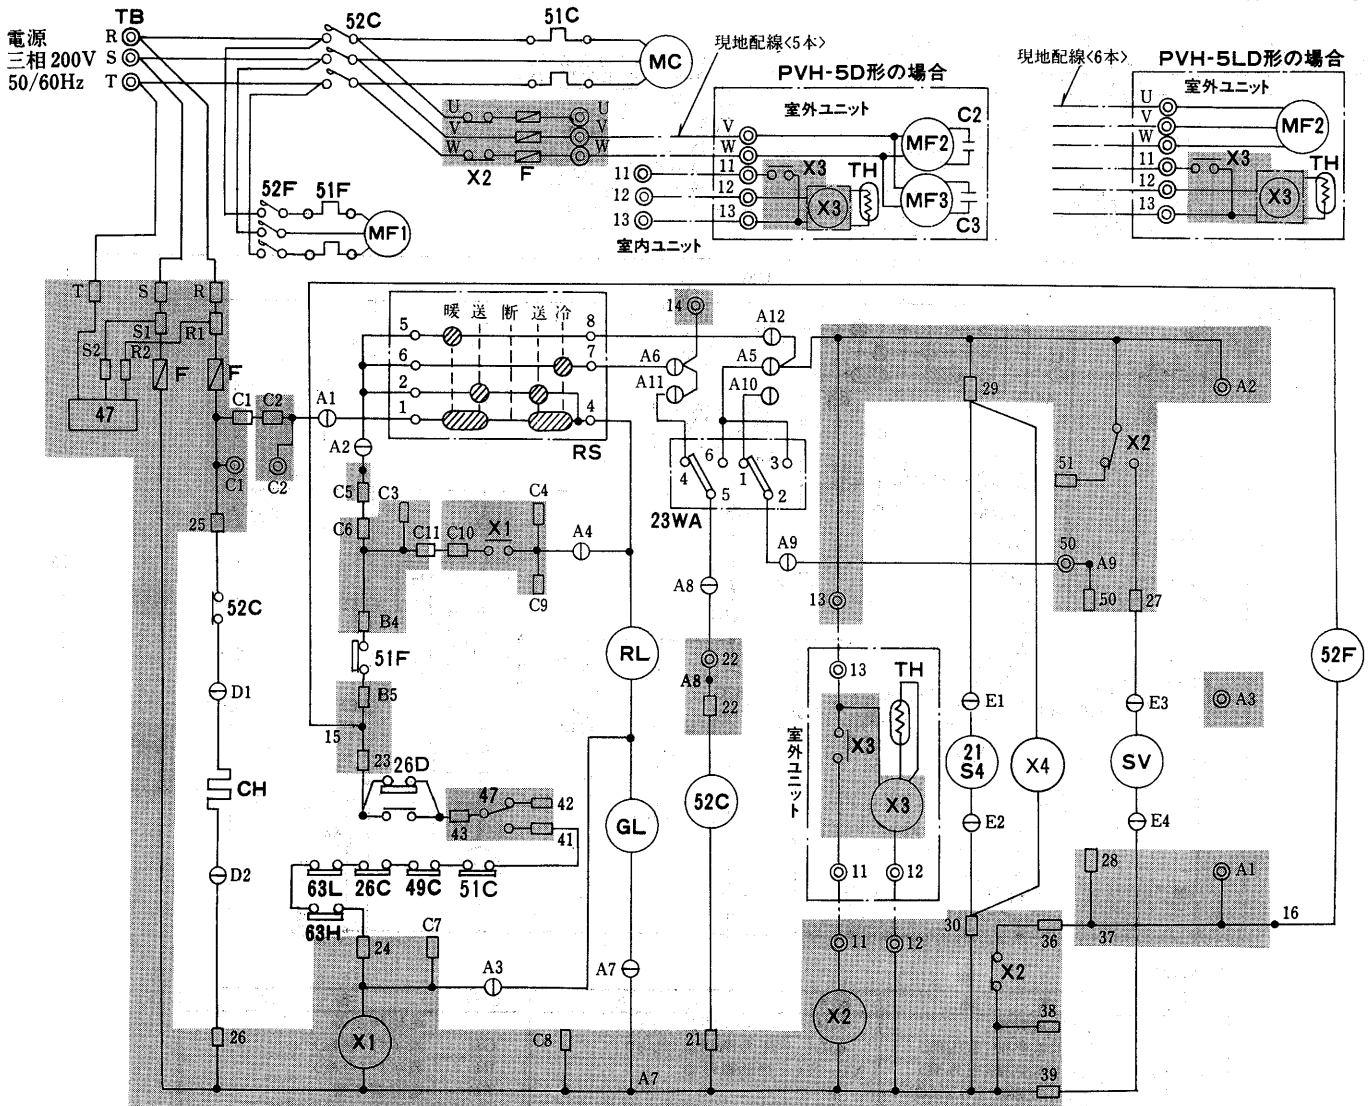 TB
電源
三相200V
50/60Hz
R
S
T
52C
51C
MC
現地配線<5本>
PVH-5D形の場合
室外ユニット
U
V
W
X2
F
U
V
W
V
W
11
12
13
11
12
13
室内ユニット
X3
X3
TH
MF2
MF3
C2
C3
現地配線<6本>
PVH-5LD形の場合
室外ユニット
U
V
W
11
12
13
X3
X3
TH
MF2
52F
51F
MF1
T
S
R
S1
R1
S2
R2
F
F
47
C1
C2
C1
C2
A1
暖
送
断
送
冷
5
6
2
1
8
7
4
RS
A2
14
A12
A6
A5
A11
A10
4
6
5
1
3
2
23WA
29
51
X2
A2
25
C5
C6
C3
C11
C10
X1
C4
C9
A4
A9
50
A9
50
27
A8
13
52C
B4
51F
B5
RL
22
A8
22
15
23
D1
CH
D2
26D
47
43
42
41
GL
52C
室外ユニット
13
X3
TH
X3
11
12
E1
21
S4
E2
X4
E3
SV
E4
52F
A3
63L
26C
49C
51C
63H
24
C7
A3
A7
X1
26
C8
A7
21
11
12
X2
30
36
37
28
A1
16
X2
38
39